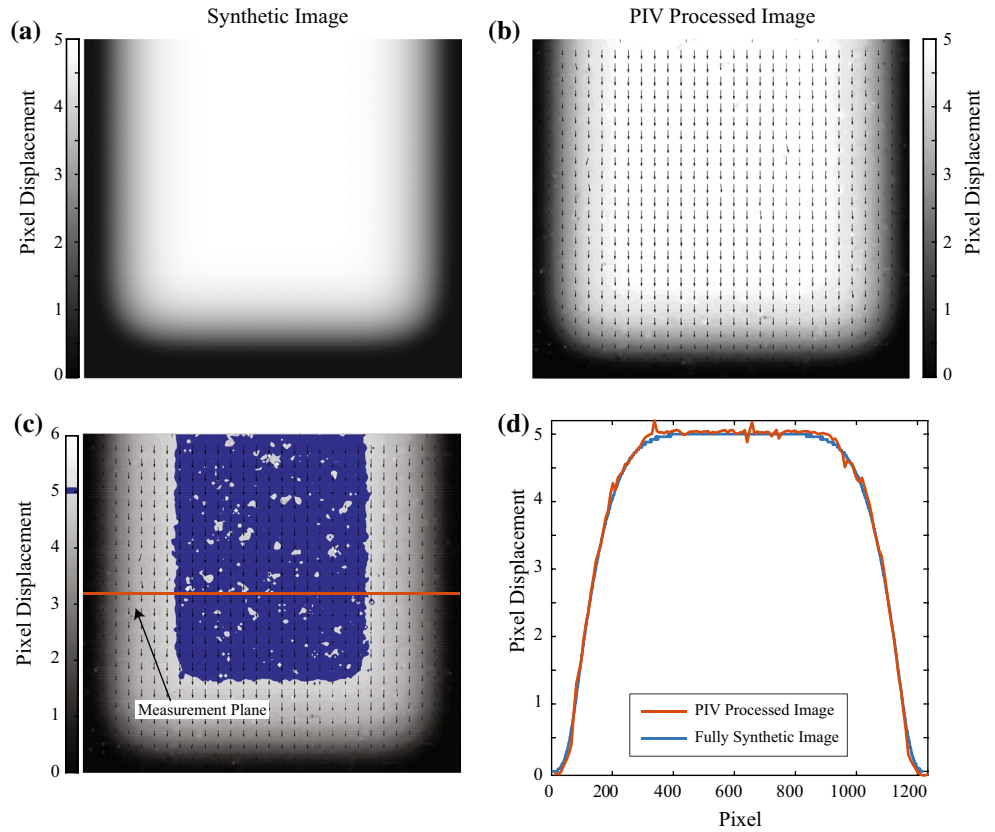 Synthetic Image
PIV Processed Image
(a)
(b)
5
4
3
2
1
0
Pixel Displacement
5
4
3
2
1
0
Pixel Displacement
(c)
(d)
6
5
4
3
2
1
0
Pixel Displacement
Measurement Plane
5
4
3
2
1
0
Pixel Displacement
PIV Processed Image
Fully Synthetic Image
0 200 400 600 800 1000 1200
Pixel